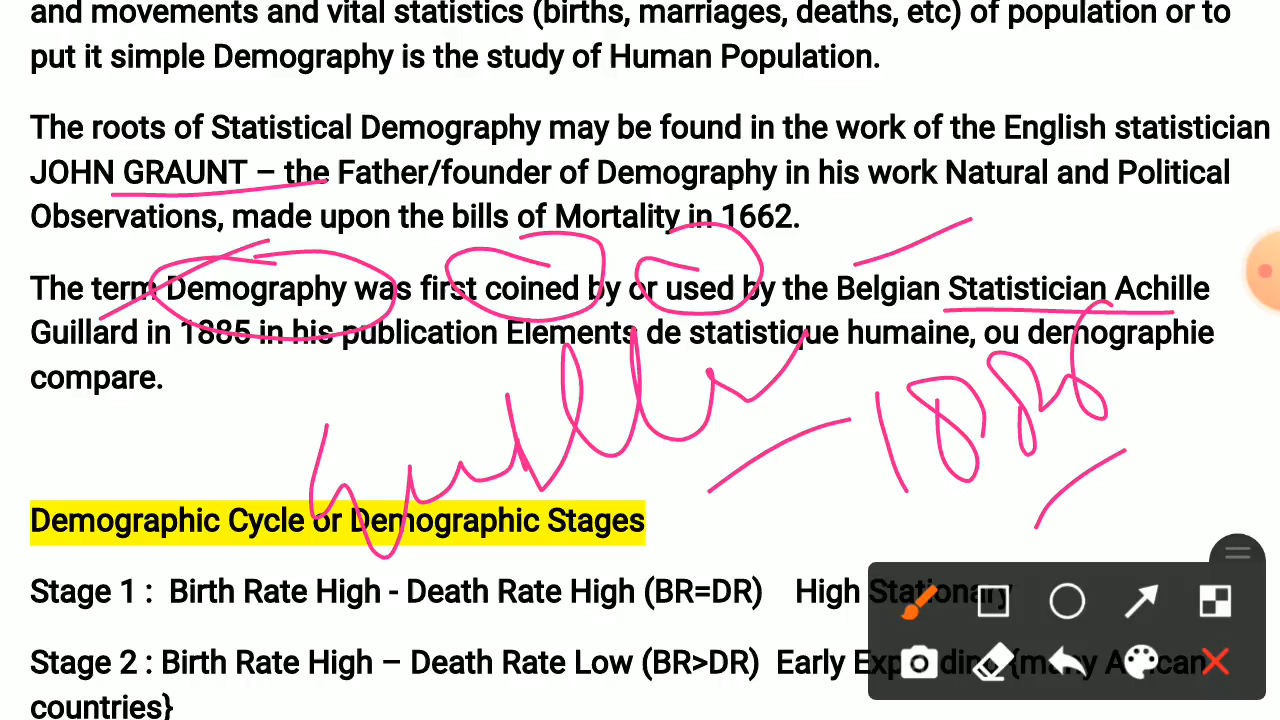 and movements and vital statistics (births, marriages, deaths, etc) of population or to
put it simple Demography is the study of Human Population.
The roots of Statistical Demography may be found in the work of the English statistician
JOHN GRAUNT – the Father/founder of Demography in his work Natural and Political
Observations, made upon the bills of Mortality in 1662.
The term Demography was first coined by or used by the Belgian Statistician Achille
Guillard in 1885 in his publication Elements de statistique humaine, ou demographie
compare.
Demographic Cycle or Demographic Stages
Stage 1 : Birth Rate High - Death Rate High (BR=DR) High Stationary
Stage 2 : Birth Rate High – Death Rate Low (BR>DR) Early Expanding {many African
countries}